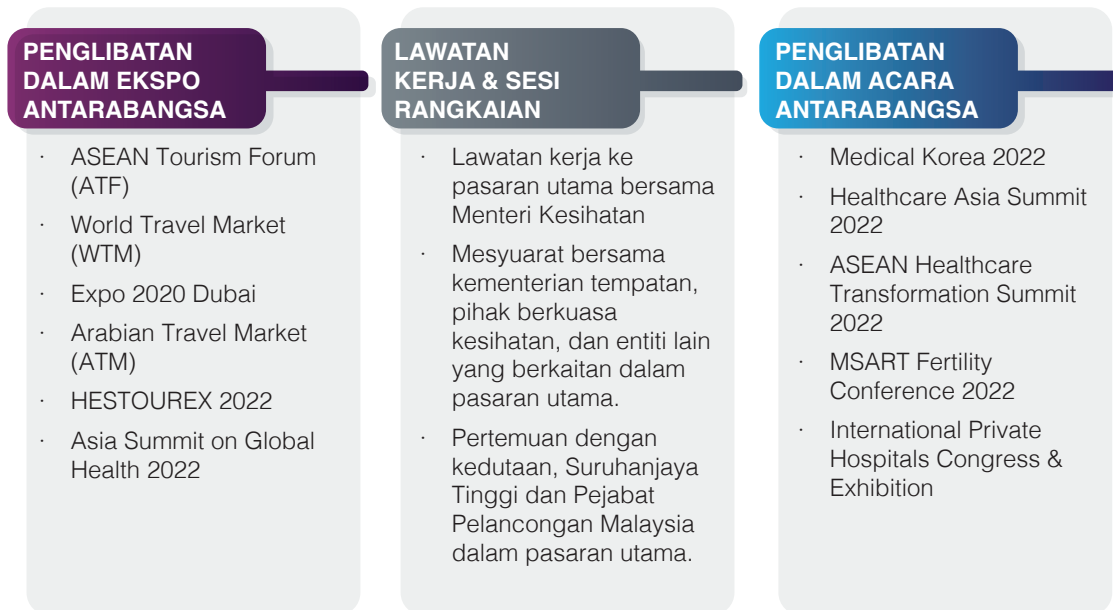 PENGLIBATAN
DALAM EKSPO
ANTARABANGSA
· ASEAN Tourism Forum
(ATF)
· World Travel Market
(WTM)
· Expo 2020 Dubai
· Arabian Travel Market
(ATM)
· HESTOUREX 2022
· Asia Summit on Global
Health 2022
LAWATAN
KERJA & SESI
RANGKAIAN
· Lawatan kerja ke
pasaran utama bersama
Menteri Kesihatan
· Mesyuarat bersama
kementerian tempatan,
pihak berkuasa
kesihatan, dan entiti lain
yang berkaitan dalam
pasaran utama.
· Pertemuan dengan
kedutaan, Suruhanjaya
Tinggi dan Pejabat
Pelancongan Malaysia
dalam pasaran utama.
PENGLIBATAN
DALAM ACARA
ANTARABANGSA
· Medical Korea 2022
· Healthcare Asia Summit
2022
· ASEAN Healthcare
Transformation Summit
2022
· MSART Fertility
Conference 2022
· International Private
Hospitals Congress &
Exhibition